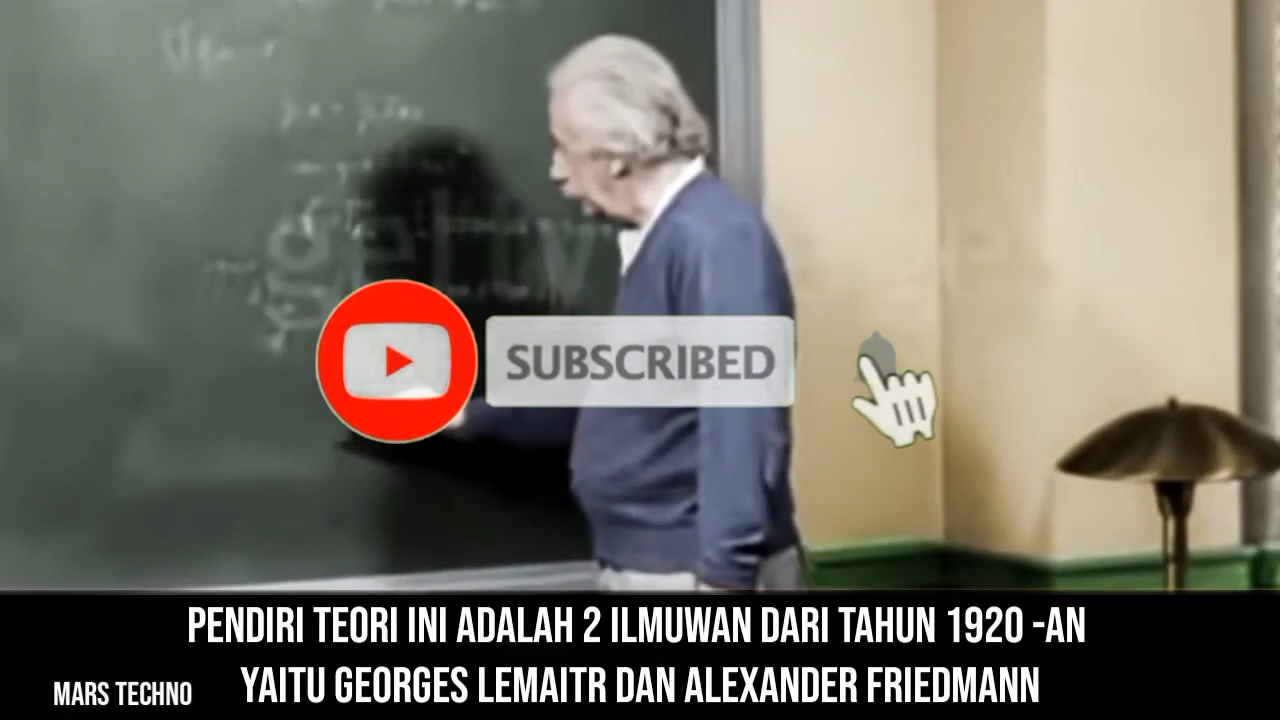 SUBSCRIBED
PENDIRI TEORI INI ADALAH 2 ILMUWAN DARI TAHUN 1920 -AN
YAITU GEORGES LEMAITR DAN ALEXANDER FRIEDMANN
MARS TECHNO